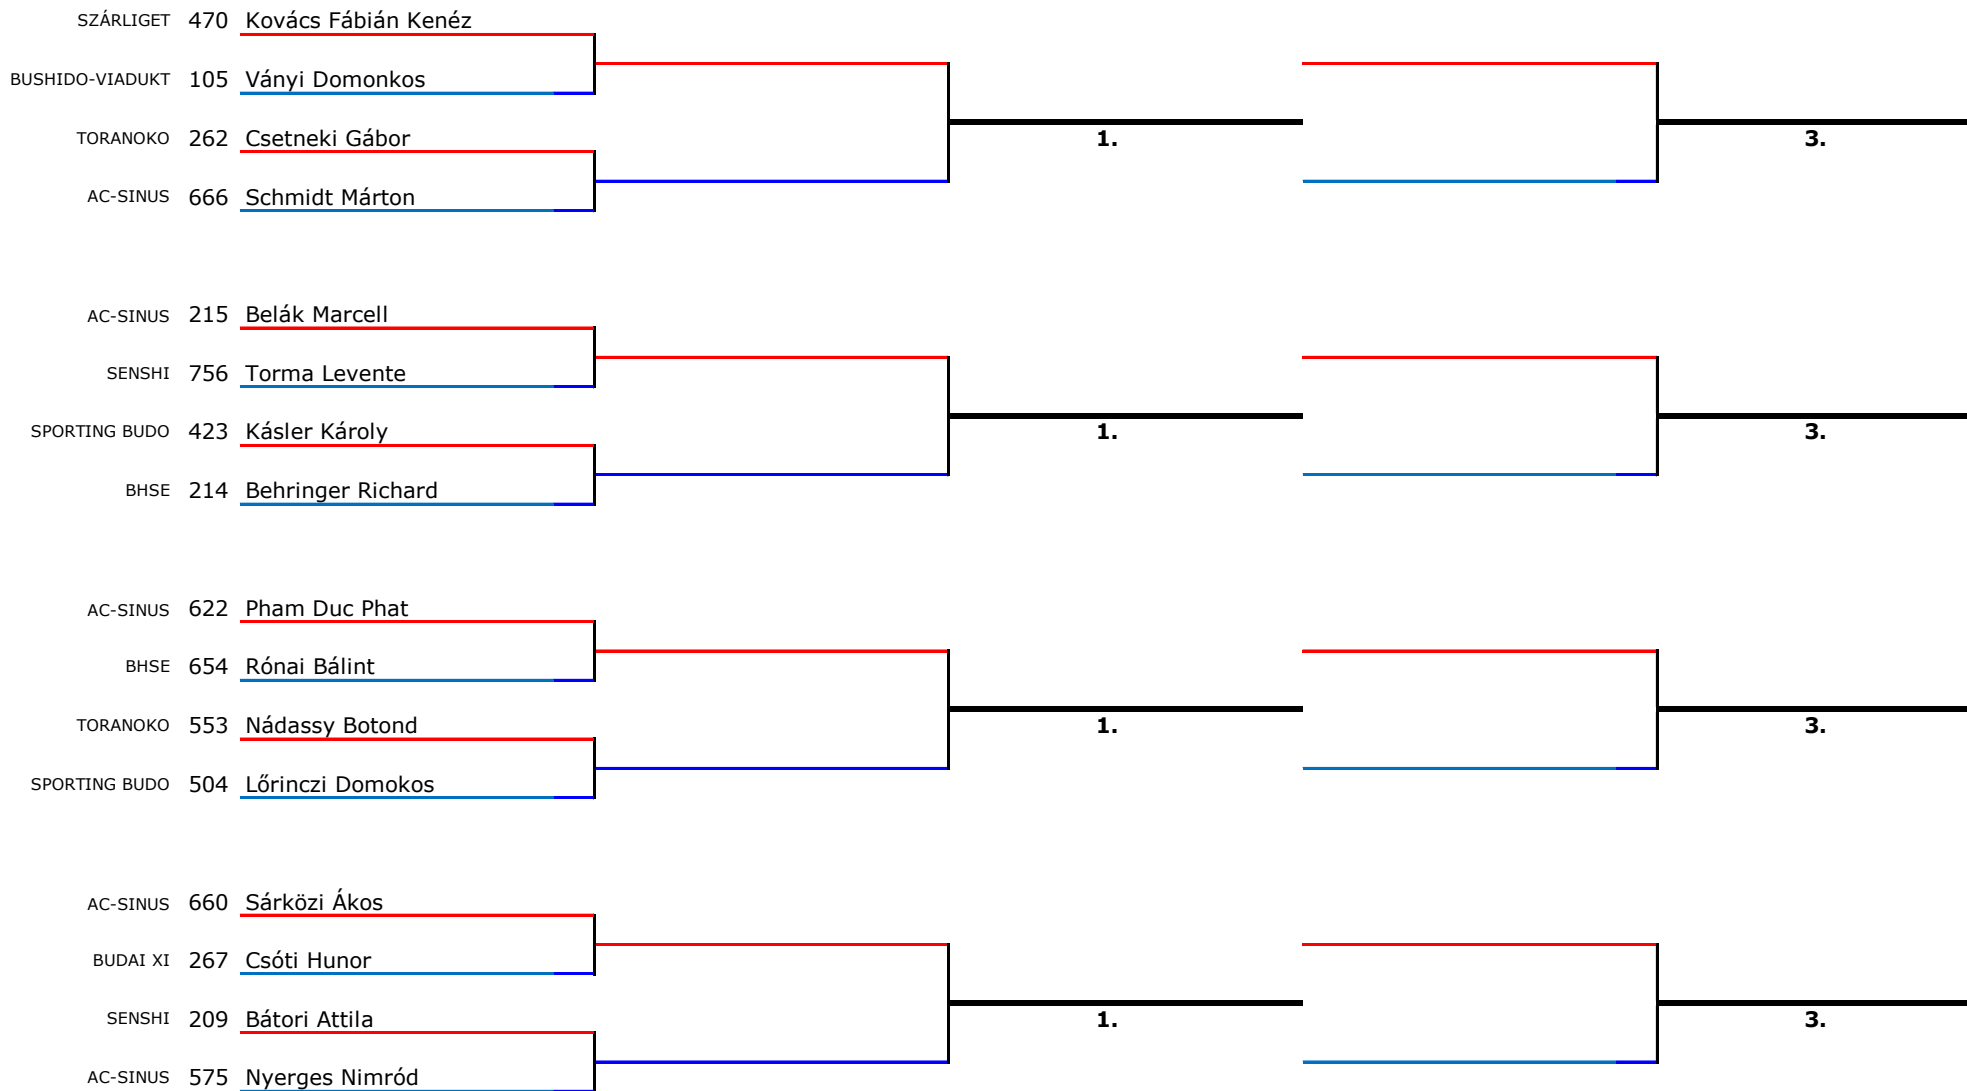 SZÁRLIGET 470 Kovács Fábián Kenéz
BUSHIDO-VIADUKT 105 Ványi Domonkos
TORANOKO 262 Csetneki Gábor 1. 3.
AC-SINUS 666 Schmidt Márton
AC-SINUS 215 Belák Marcell
SENSHI 756 Torma Levente
SPORTING BUDO 423 Kásler Károly 1. 3.
BHSE 214 Behringer Richard
AC-SINUS 622 Pham Duc Phat
BHSE 654 Rónai Bálint
TORANOKO 553 Nádassy Botond 1. 3.
SPORTING BUDO 504 Lőrinczi Domokos
AC-SINUS 660 Sárközi Ákos
BUDAI XI 267 Csóti Hunor
SENSHI 209 Bátori Attila 1. 3.
AC-SINUS 575 Nyerges Nimród